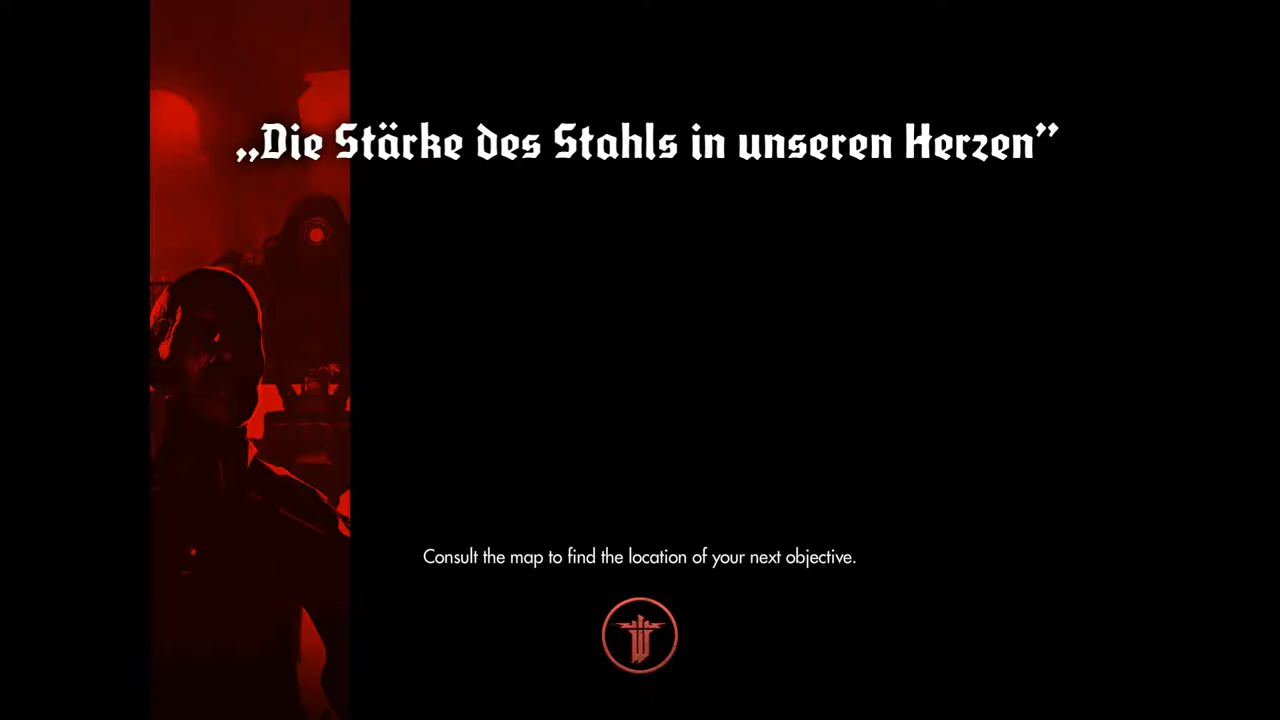 „Die Stärke des Stahls in unseren Herzen”
Consult the map to find the location of your next objective.